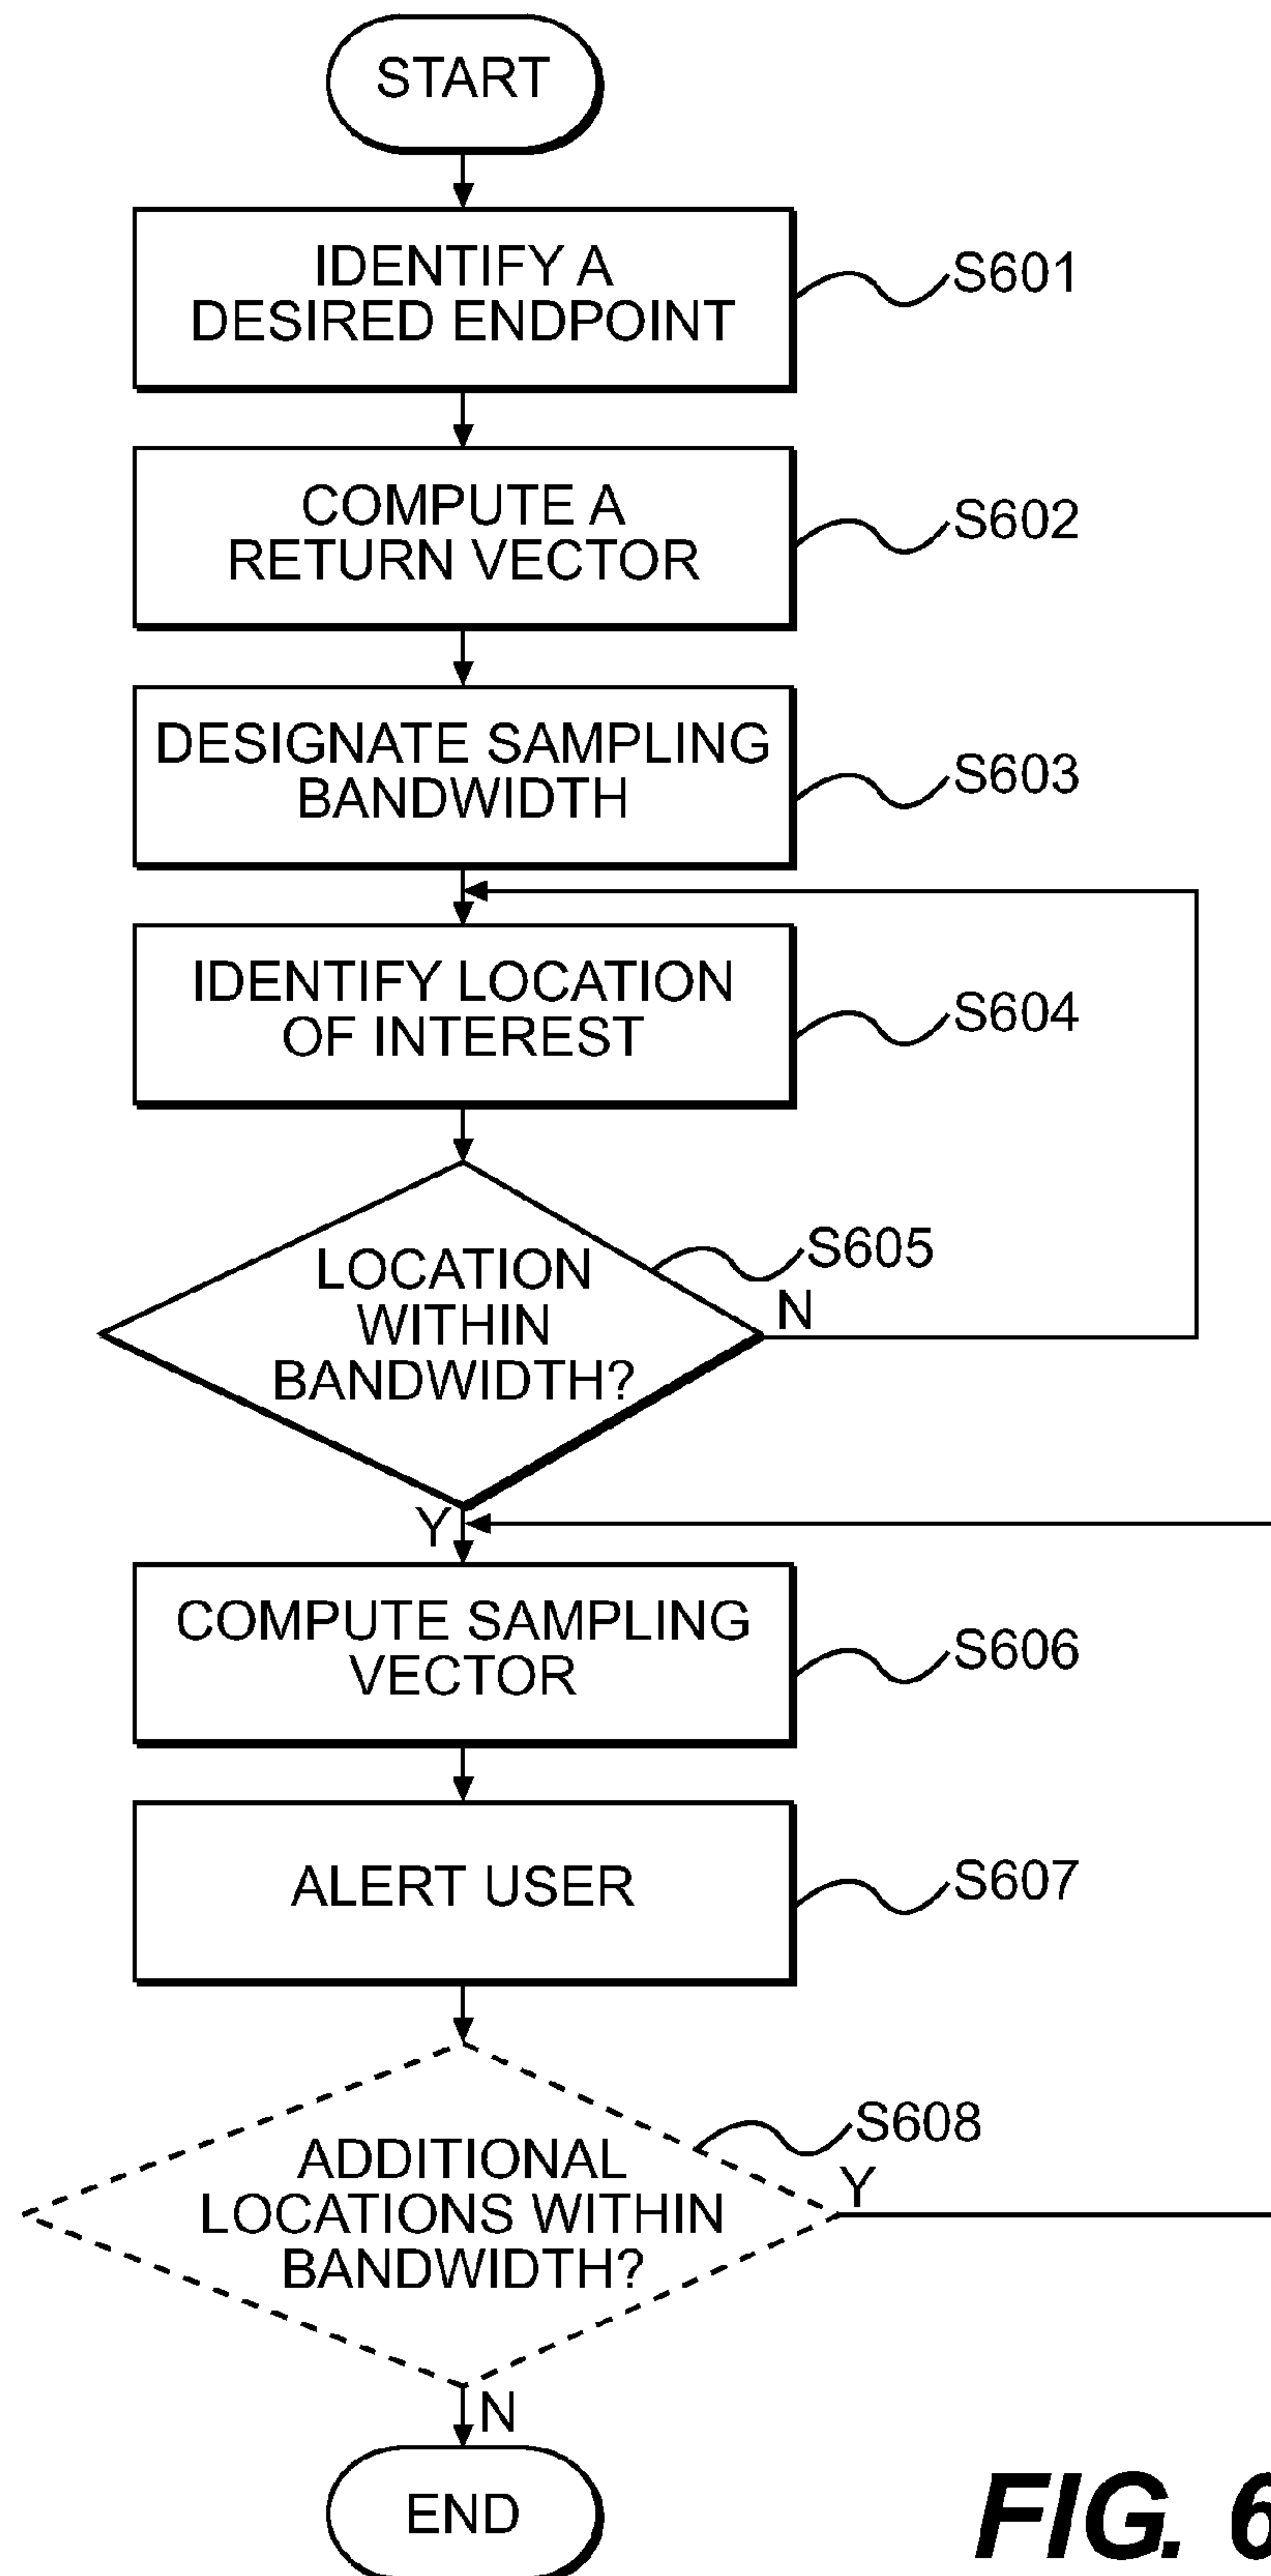 START
IDENTIFY A
DESIRED ENDPOINT
S601
COMPUTE A
RETURN VECTOR
S602
DESIGNATE SAMPLING
BANDWIDTH
S603
IDENTIFY LOCATION
OF INTEREST
S604
LOCATION
WITHIN
BANDWIDTH?
S605
N
Y
COMPUTE SAMPLING
VECTOR
S606
ALERT USER
S607
ADDITIONAL
LOCATIONS WITHIN
BANDWIDTH?
S608
Y
N
END
FIG. 6